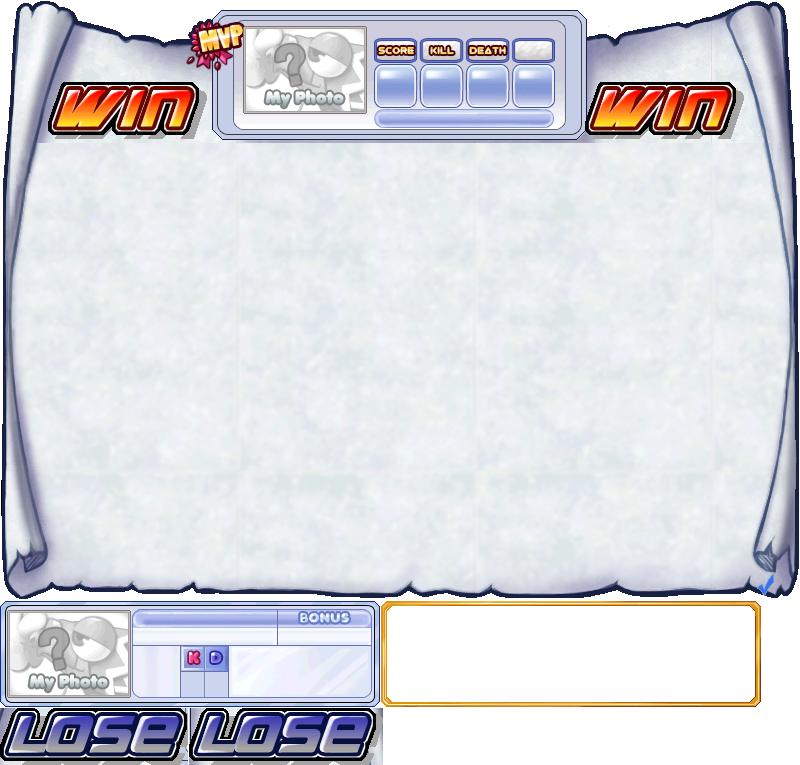 MVP
SCORE KILL DEATH
My Photo
WIN WIN
BONUS
K D
My Photo
LOSE LOSE